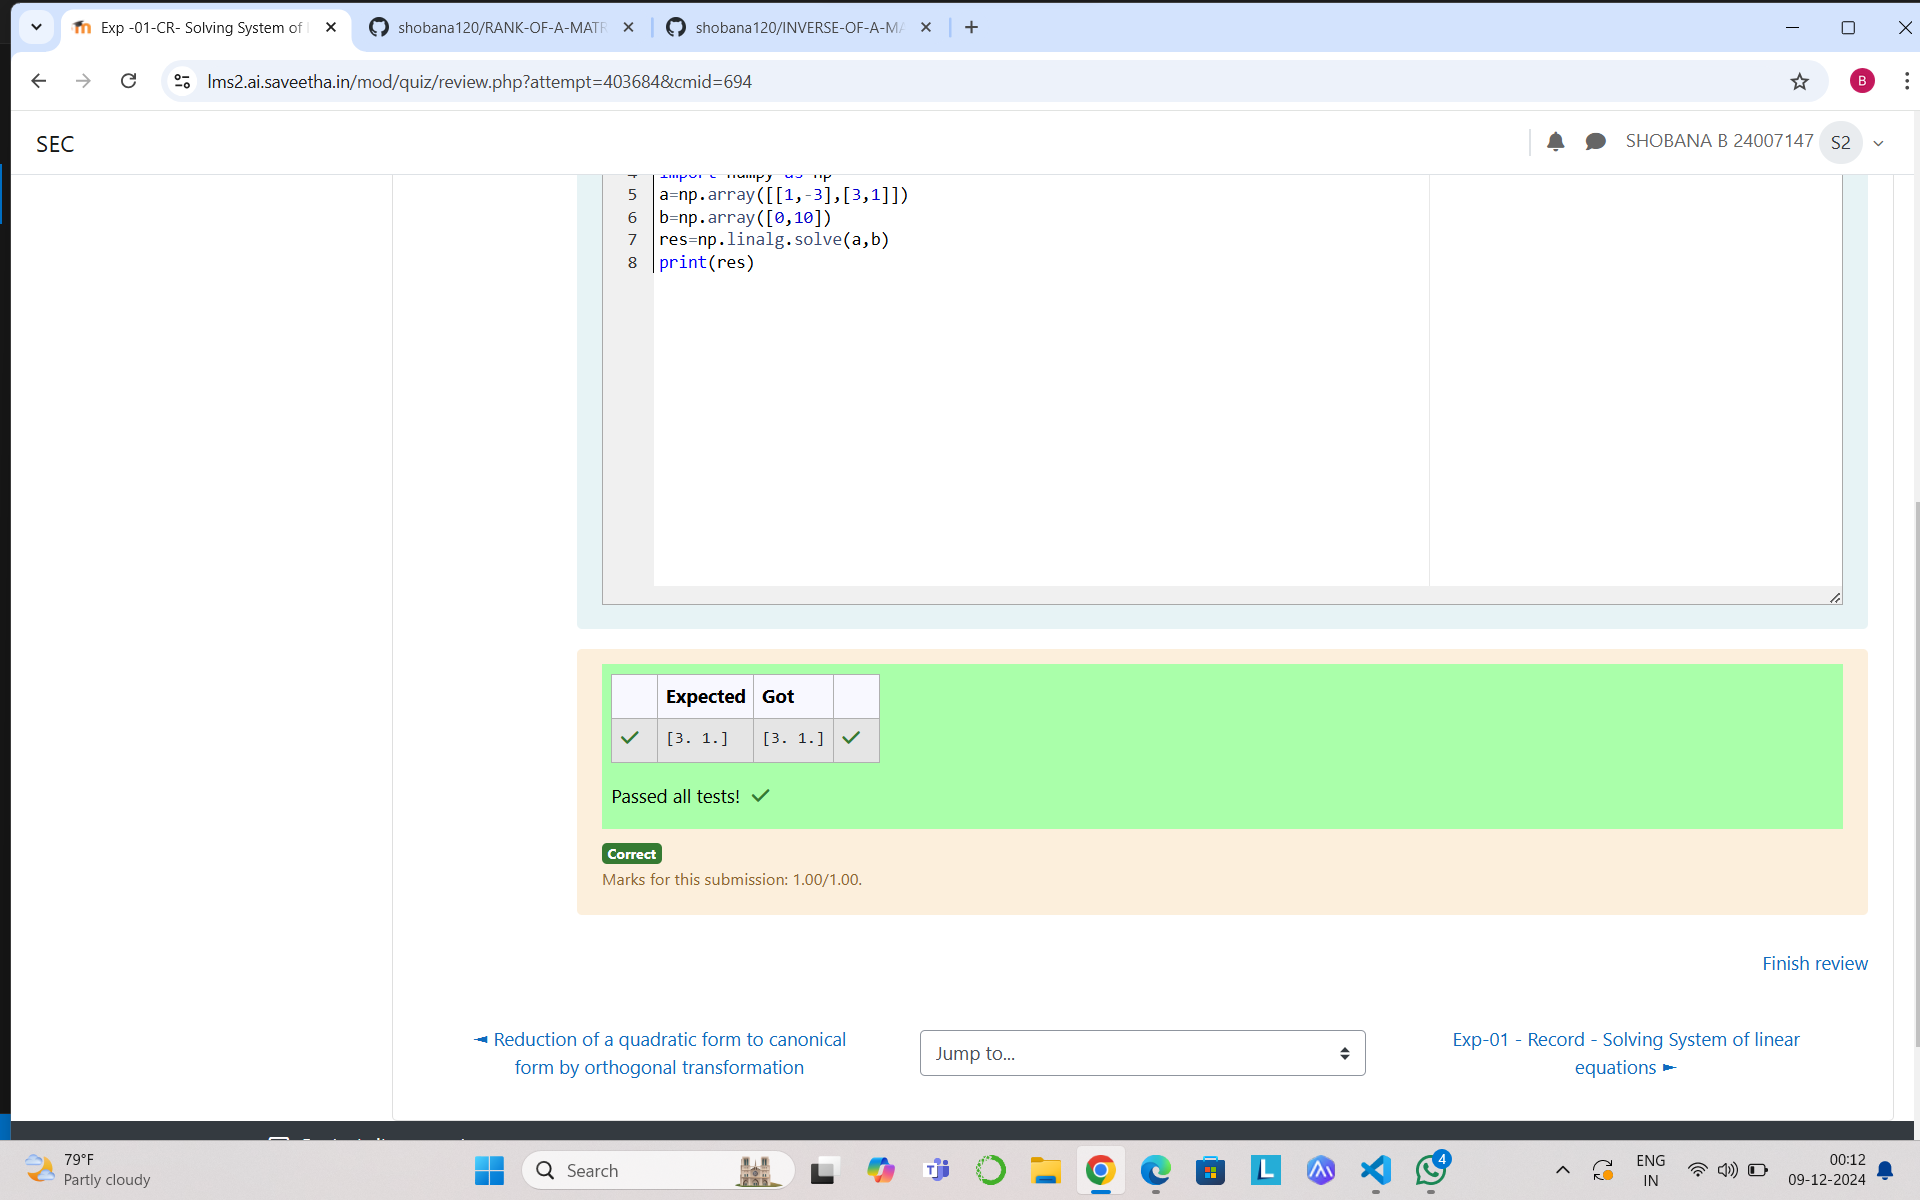 Exp -01-CR- Solving System of
shobana120/RANK-OF-A-MATR
shobana120/INVERSE-OF-A-MA
lms2.ai.saveetha.in/mod/quiz/review.php?attempt=403684&cmid=694
B
SEC
SHOBANA B 24007147 S2
4 import numpy as np
5 a=np.array([[1,-3],[3,1]])
6 b=np.array([0,10])
7 res=np.linalg.solve(a,b)
8 print(res)
Expected Got
[3. 1.] [3. 1.]
Passed all tests!
Correct
Marks for this submission: 1.00/1.00.
Finish review
◄ Reduction of a quadratic form to canonical
form by orthogonal transformation
Jump to...
Exp-01 - Record - Solving System of linear
equations ►
79°F
Partly cloudy
Search
4
ENG
IN
00:12
09-12-2024